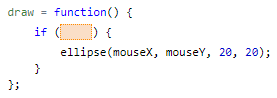 draw = function() {
    if (     ) {
        ellipse(mouseX, mouseY, 20, 20);
    }
};